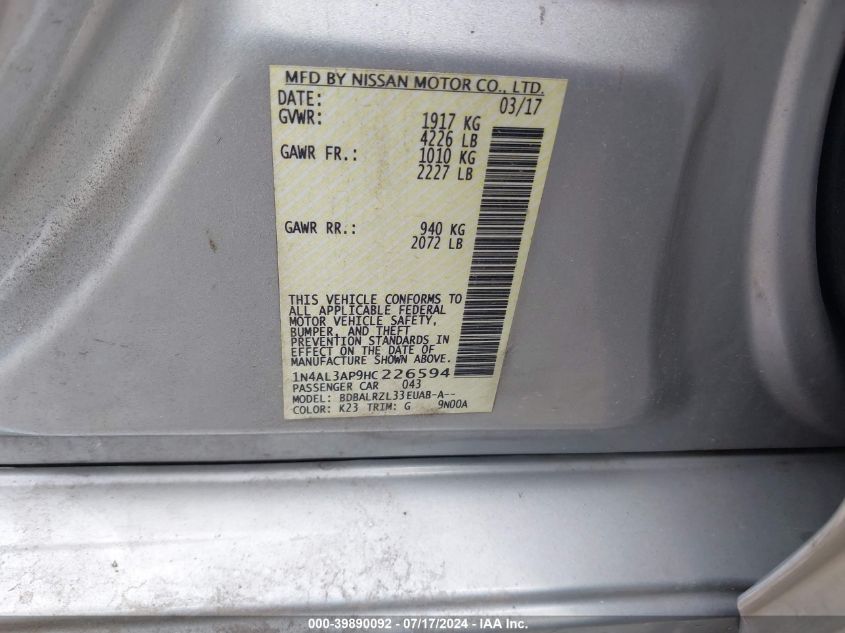 MFD BY NISSAN MOTOR CO., LTD.
DATE: 03/17
GVWR: 1917 KG
4226 LB
GAWR FR.: 1010 KG
2227 LB
GAWR RR.: 940 KG
2072 LB
THIS VEHICLE CONFORMS TO
ALL APPLICABLE FEDERAL
MOTOR VEHICLE SAFETY,
BUMPER, AND THEFT
PREVENTION STANDARDS IN
EFFECT ON THE DATE OF
MANUFACTURE SHOWN ABOVE.
1N4AL3AP9HC226594
PASSENGER CAR 043
MODEL: BDBALRZL33EUAB-A--
COLOR: K23 TRIM: G 9N00A
000-39890092 - 07/17/2024 - IAA Inc.